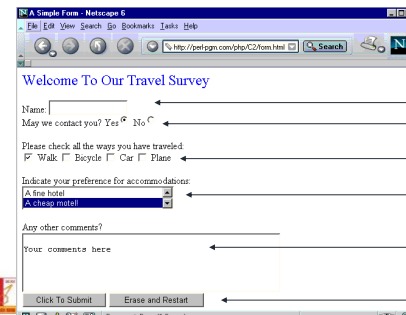 A Simple Form - Netscape 6
File Edit View Search Go Bookmarks Tasks Help
http://perl-pgm.com/php/C2/form.html Search N
Welcome To Our Travel Survey
Name:
May we contact you? Yes No
Please check all the ways you have traveled:
Walk Bicycle Car Plane
Indicate your preference for accommodations:
A fine hotel
A cheap motel!
Any other comments?
Your comments here
Click To Submit Erase and Restart